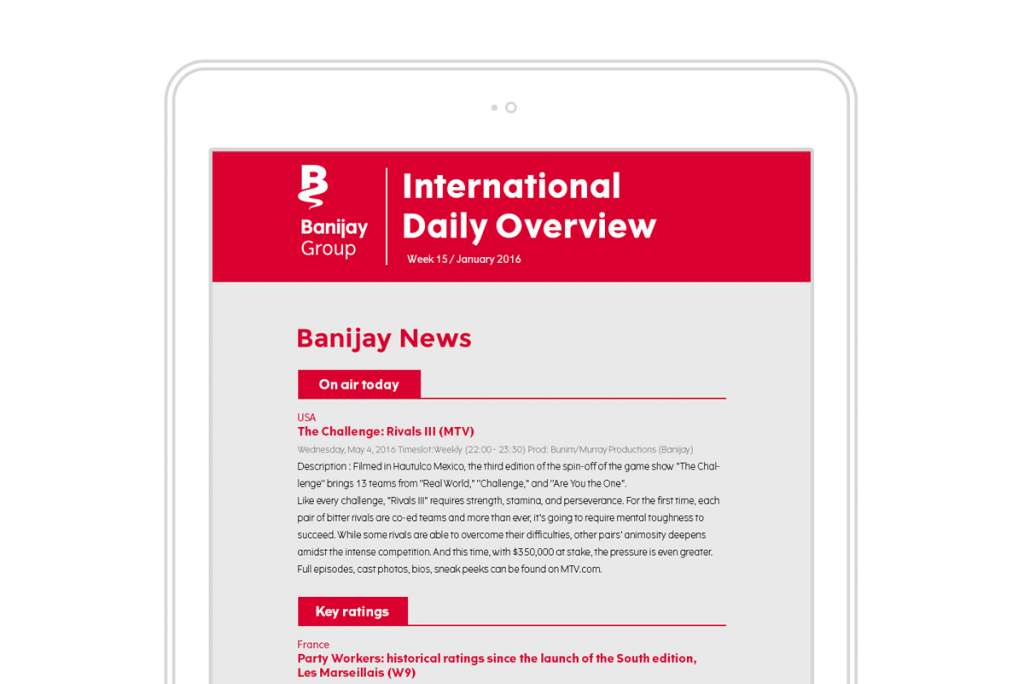 B
Banijay
Group
International
Daily Overview
Week 15 / January 2016
Banijay News
On air today
USA
The Challenge: Rivals III (MTV)
Wednesday, May 4, 2016 Timeslot:Weekly (22:00 - 23:30) Prod: Bunim/Murray Productions (Banijay)
Description : Filmed in Hautulco Mexico, the third edition of the spin-off of the game show "The Chal-
lenge" brings 13 teams from "Real World," "Challenge," and "Are You the One".
Like every challenge, "Rivals III" requires strength, stamina, and perseverance. For the first time, each
pair of bitter rivals are co-ed teams and more than ever, it's going to require mental toughness to
succeed. While some rivals are able to overcome their difficulties, other pairs' animosity deepens
amidst the intense competition. And this time, with $350,000 at stake, the pressure is even greater.
Full episodes, cast photos, bios, sneak peeks can be found on MTV.com.
Key ratings
France
Party Workers: historical ratings since the launch of the South edition,
Les Marseillais (W9)